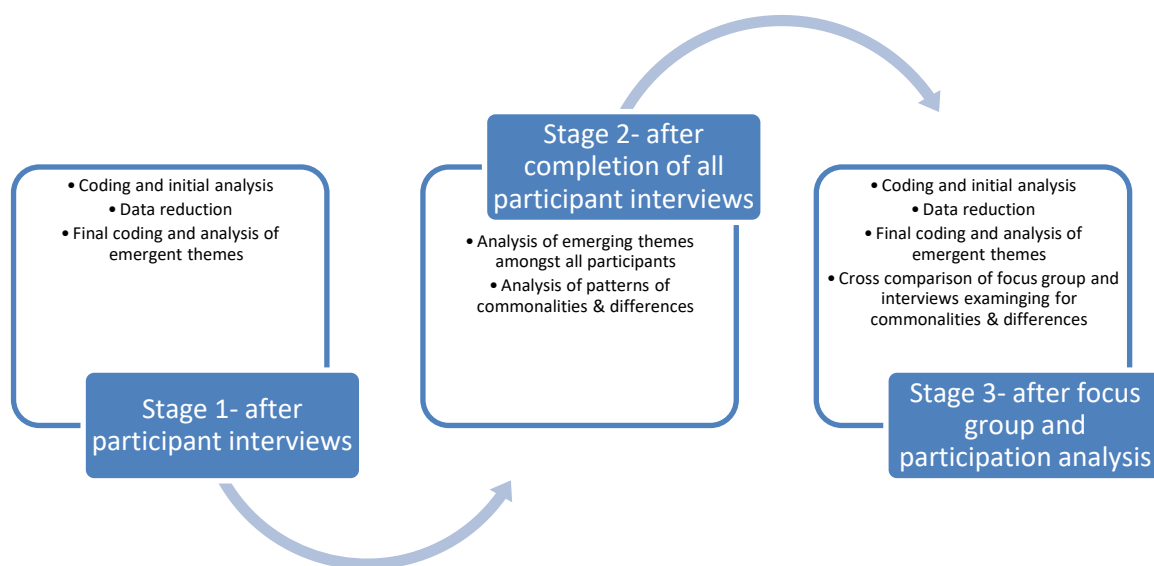 • Coding and initial analysis
• Data reduction
• Final coding and analysis of
emergent themes
Stage 1- after
participant interviews
Stage 2- after
completion of all
participant interviews
• Analysis of emerging themes
amongst all participants
• Analysis of patterns of
commonalities & differences
• Coding and initial analysis
• Data reduction
• Final coding and analysis of
emergent themes
• Cross comparison of focus group and
interviews examinging for
commonalities & differences
Stage 3- after focus
group and
participation analysis